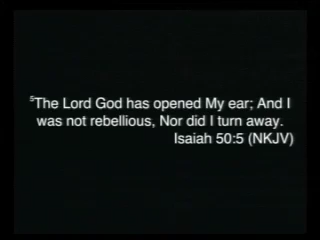 ⁵The Lord God has opened My ear; And I
was not rebellious, Nor did I turn away.
Isaiah 50:5 (NKJV)